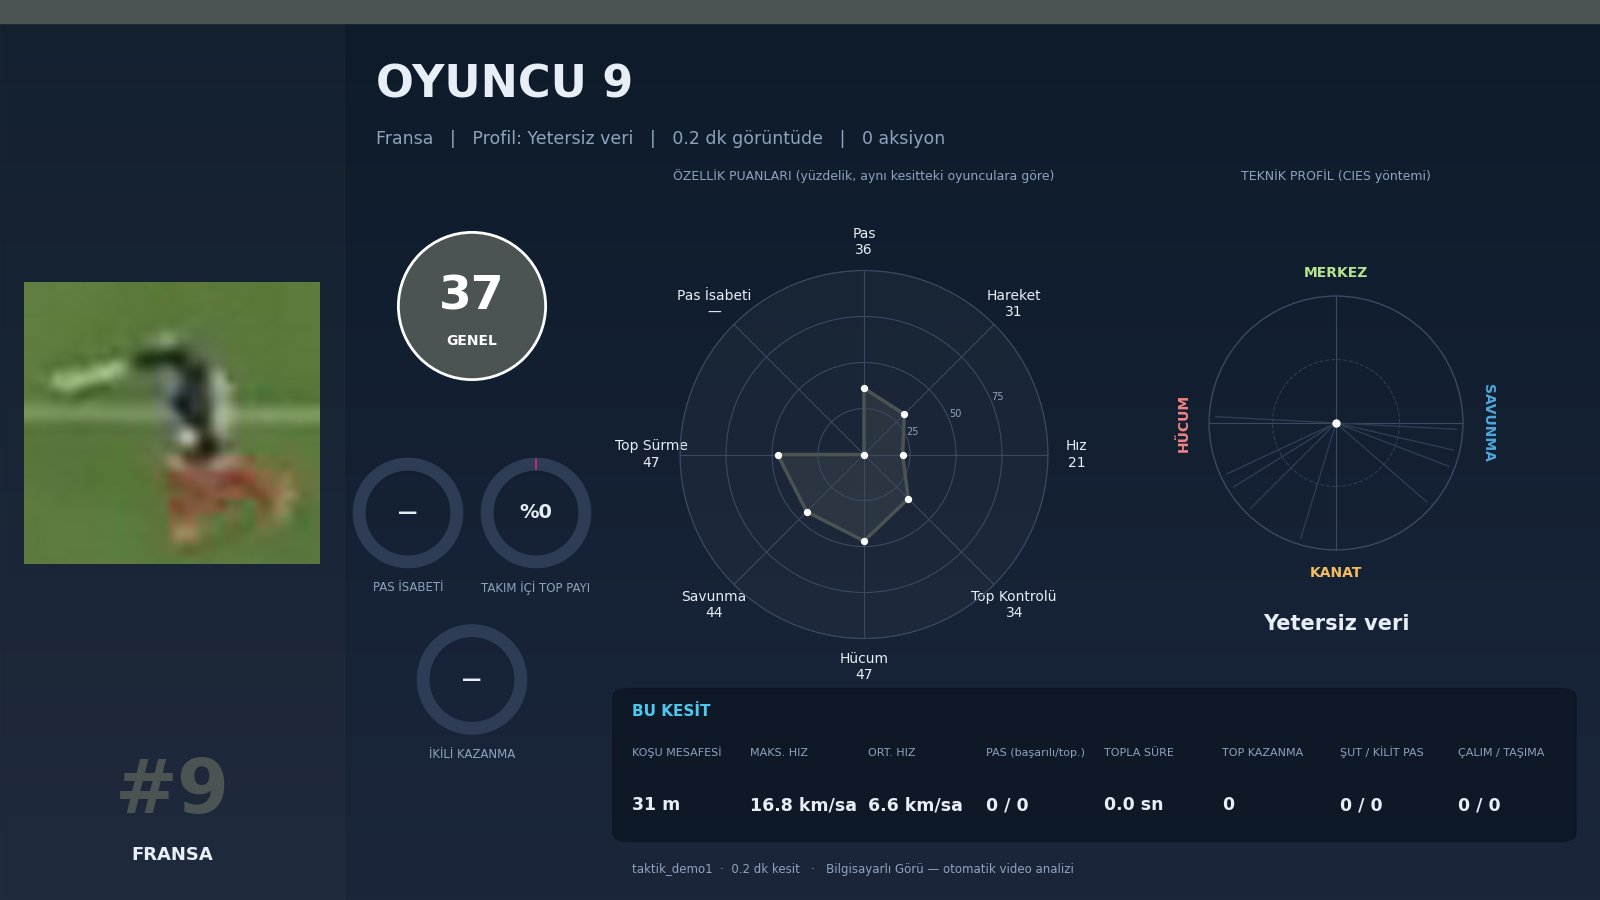 OYUNCU 9
Fransa | Profil: Yetersiz veri | 0.2 dk görüntüde | 0 aksiyon
ÖZELLİK PUANLARI (yüzdelik, aynı kesitteki oyunculara göre)
TEKNİK PROFİL (CIES yöntemi)
37
GENEL
—
PAS İSABETİ
%0
TAKIM İÇİ TOP PAYI
—
İKİLİ KAZANMA
Pas
36
Hareket
31
Hız
21
Top Kontrolü
34
Hücum
47
Savunma
44
Top Sürme
47
Pas İsabeti
—
25
50
75
MERKEZ
HÜCUM
SAVUNMA
KANAT
Yetersiz veri
#9
FRANSA
BU KESİT
KOŞU MESAFESİ MAKS. HIZ ORT. HIZ PAS (başarılı/top.) TOPLA SÜRE TOP KAZANMA ŞUT / KİLİT PAS ÇALIM / TAŞIMA
31 m 16.8 km/sa 6.6 km/sa 0 / 0 0.0 sn 0 0 / 0 0 / 0
taktik_demo1 · 0.2 dk kesit · Bilgisayarlı Görü — otomatik video analizi